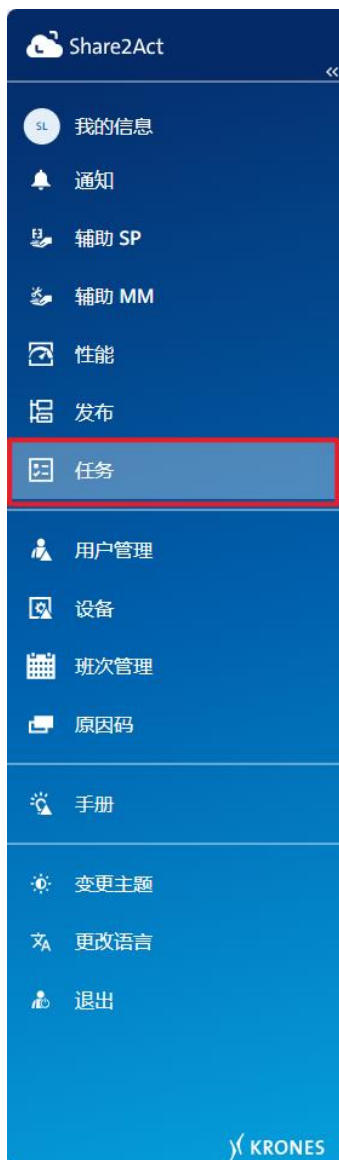 Share2Act
«
SL
我的信息
通知
辅助 SP
辅助 MM
性能
发布
任务
用户管理
设备
班次管理
原因码
手册
变更主题
更改语言
退出
KRONES